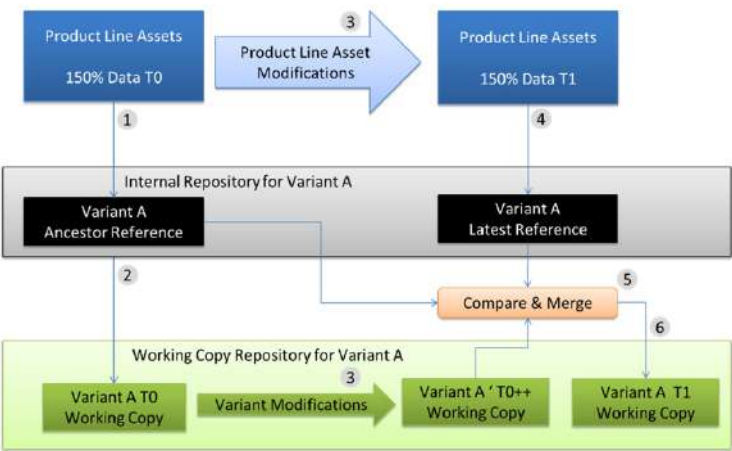 Product Line Assets
150% Data T0
3
Product Line Asset
Modifications
Product Line Assets
150% Data T1
1
4
Internal Repository for Variant A
Variant A
Ancestor Reference
Variant A
Latest Reference
2
5
Compare & Merge
6
Working Copy Repository for Variant A
3
Variant A T0
Working Copy
Variant Modifications
Variant A ’ T0++
Working Copy
Variant A T1
Working Copy